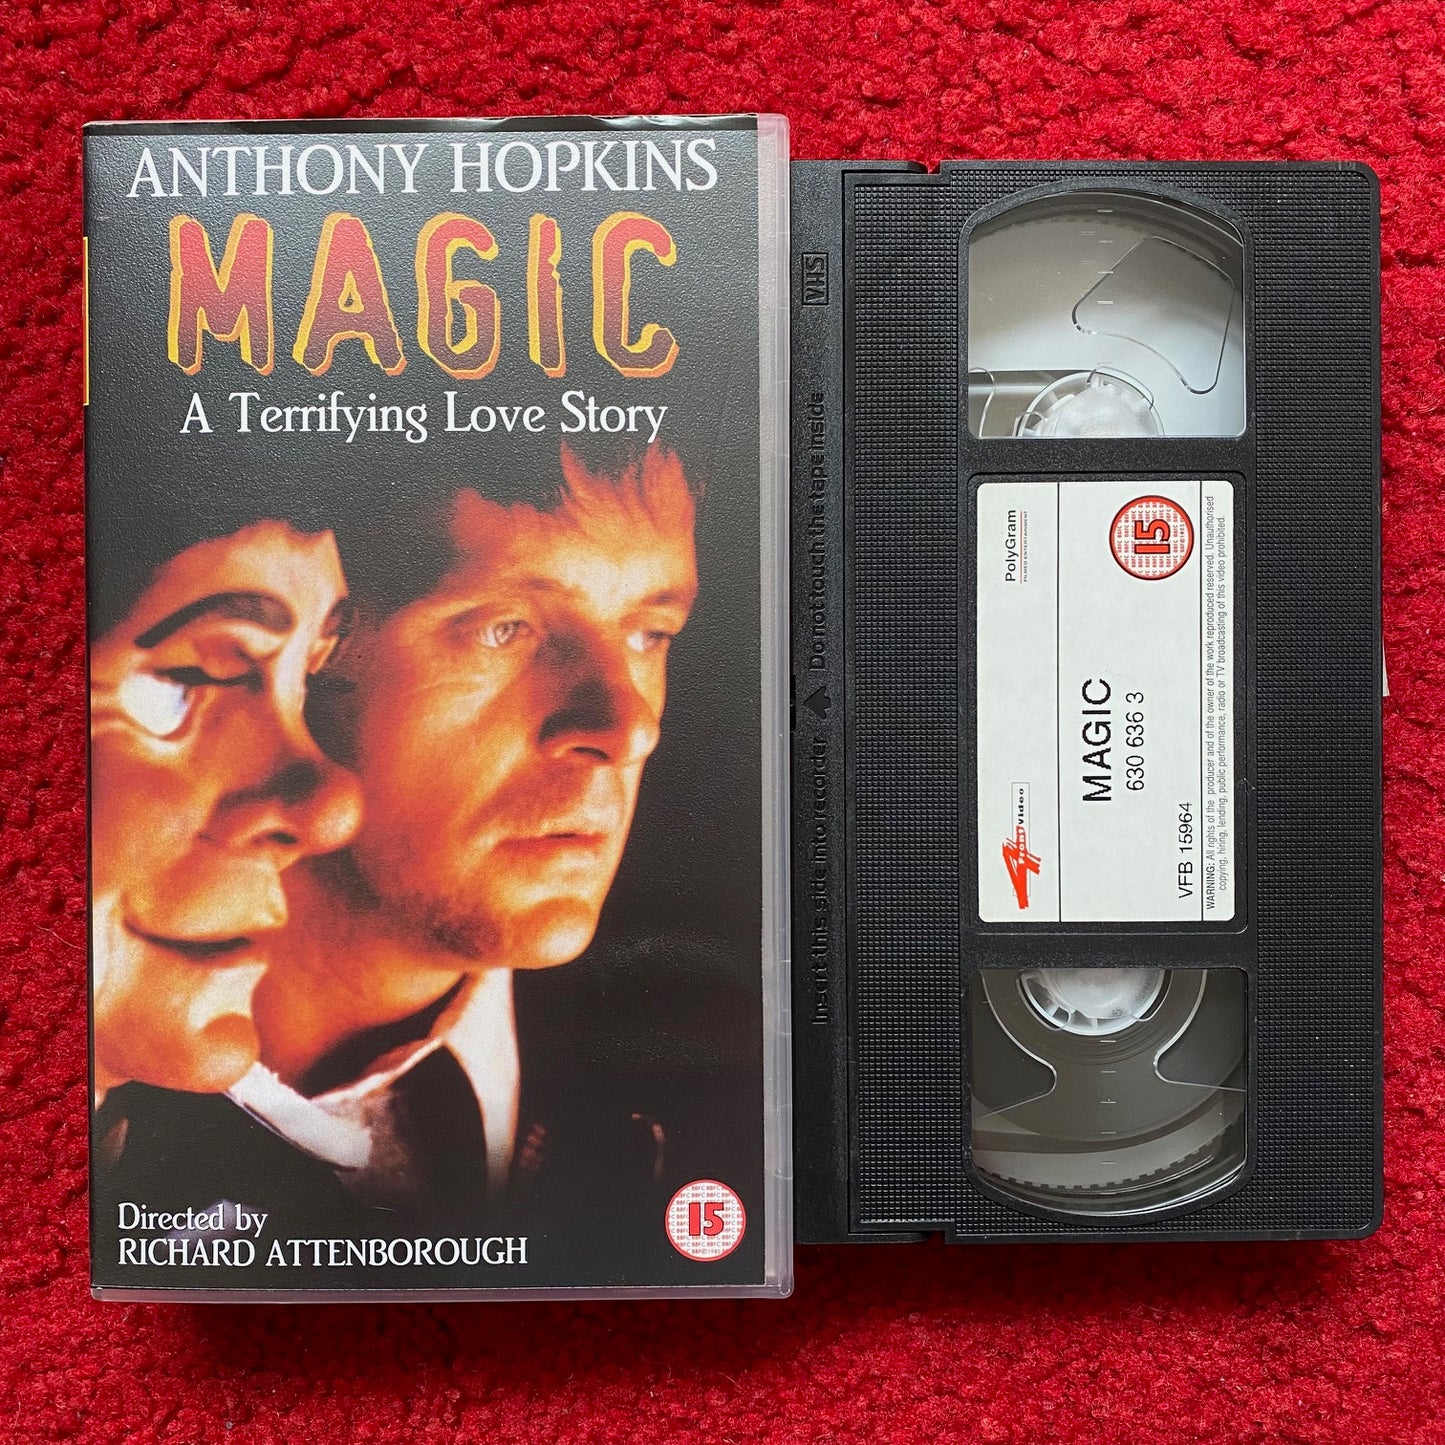 ANTHONY HOPKINS
MAGIC
A Terrifying Love Story
Directed by
RICHARD ATTENBOROUGH
15
VHS
Insert this side into recorder Do not touch the tape inside
PolyGram
FILMED ENTERTAINMENT
15
4 Front Video
MAGIC
630 636 3
VFB 15964
WARNING: All rights of the producer and of the owner of the work reproduced reserved. Unauthorised
copying, hiring, lending, public performance, radio or TV broadcasting of this video prohibited.